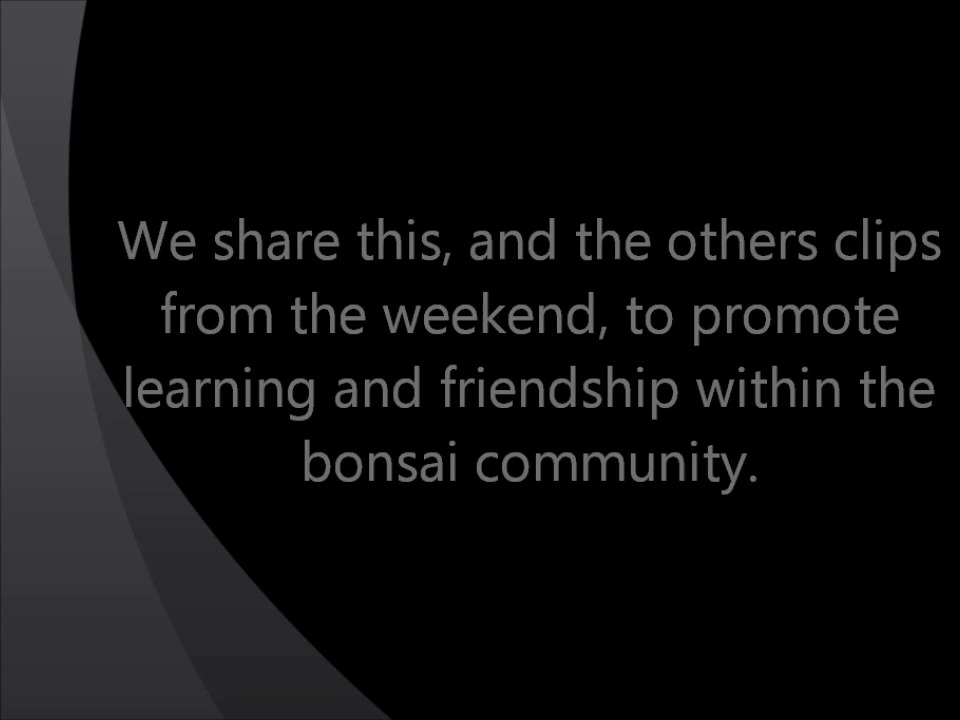 We share this, and the others clips
from the weekend, to promote
learning and friendship within the
bonsai community.